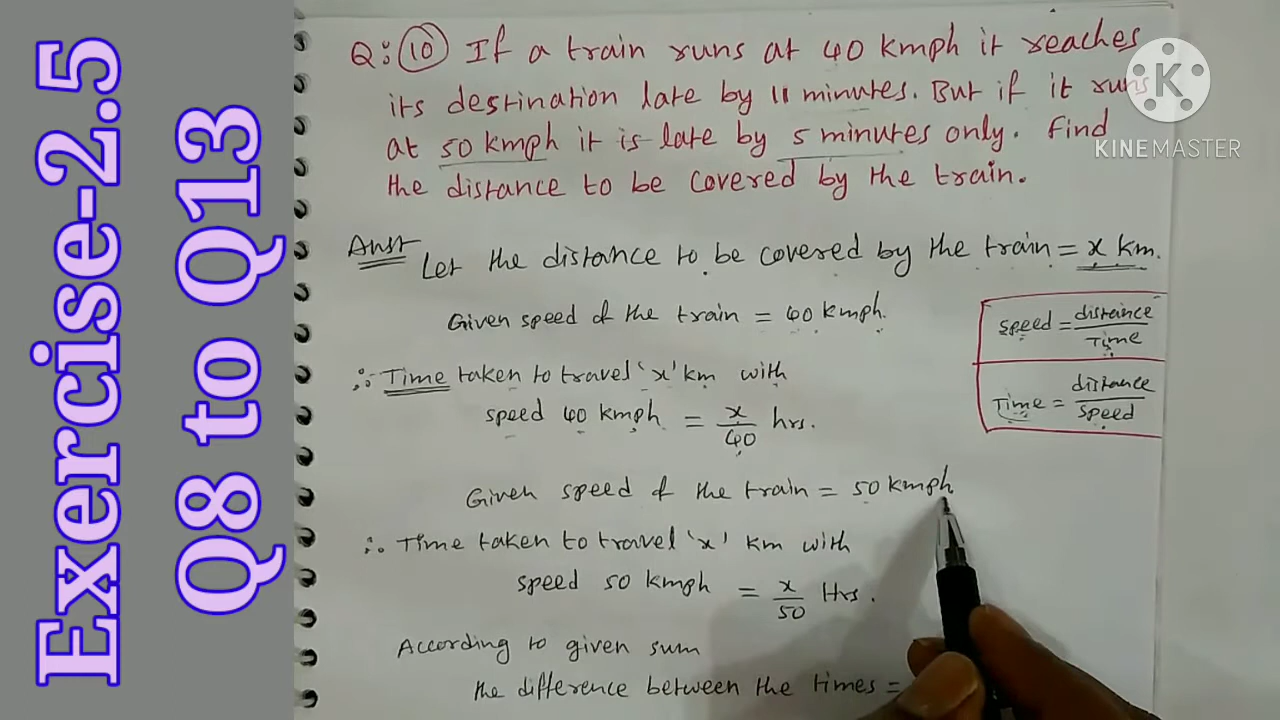 Exercise-2.5
Q8 to Q13
K
KINEMASTER
Q: 10 If a train runs at 40 kmph it reaches
its destination late by 11 minutes. But if it runs
at 50 kmph it is late by 5 minutes only. Find
the distance to be covered by the train.
Ans:
Let the distance to be covered by the train = x km.
Given speed of the train = 40 kmph.
∴ Time taken to travel 'x' km with
speed 40 kmph = x/40 hrs.
Speed = distance/Time
Time = distance/speed
Given speed of the train = 50 kmph.
∴ Time taken to travel 'x' km with
speed 50 kmph = x/50 Hrs.
According to given sum
the difference between the times =